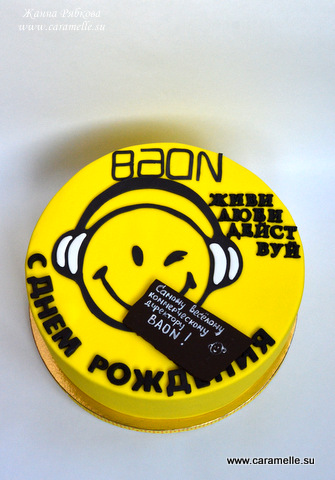 Жанна Рябкова
www.caramelle.su
BAON
ЖИВИ
ЛЮБИ
ДЕЙСТ
ВУЙ
Самому весёлому
коммерческому
директору
BAON!
С ДНЕМ РОЖДЕНИЯ
www.caramelle.su